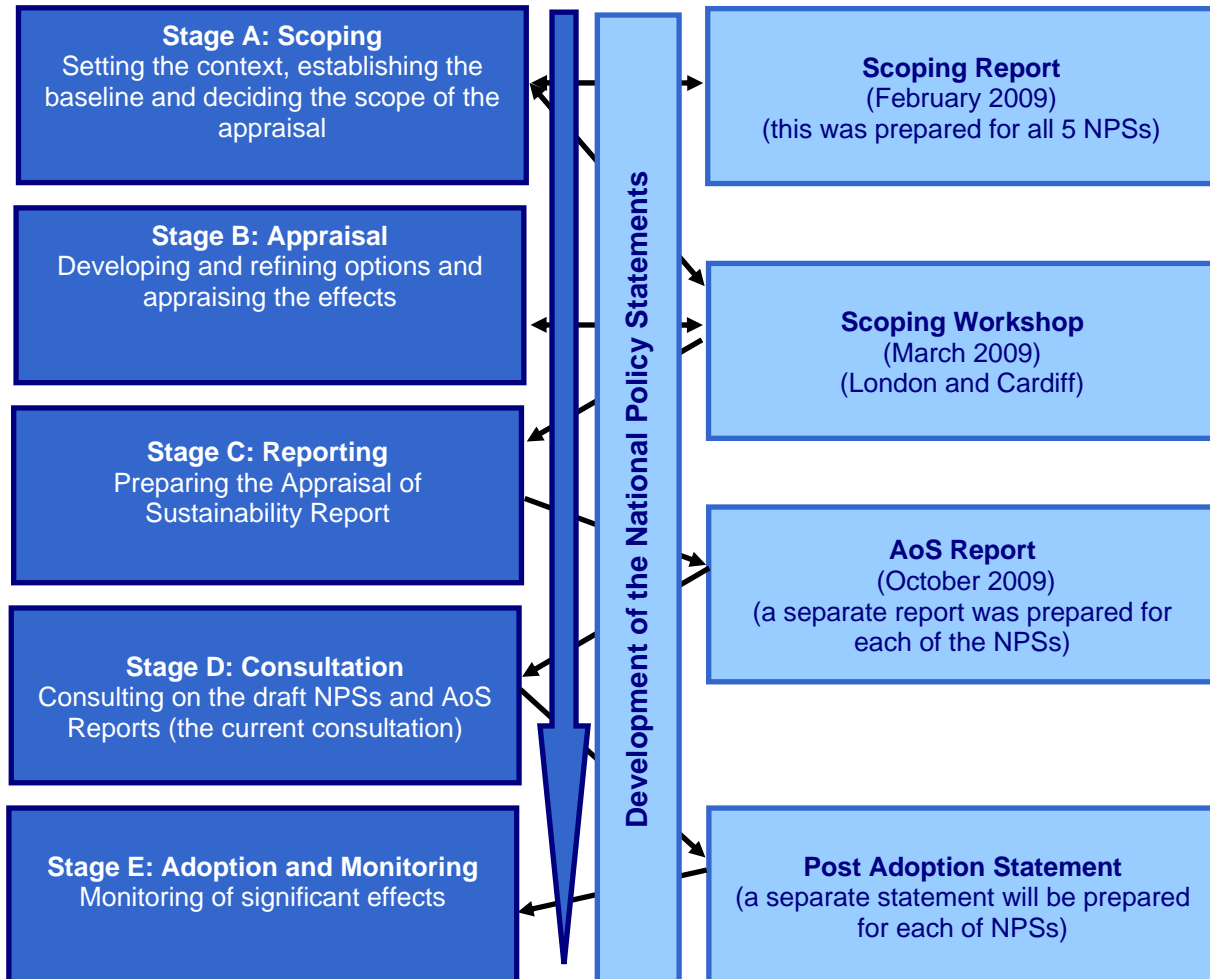 Stage A: Scoping
Setting the context, establishing the
baseline and deciding the scope of the
appraisal
Stage B: Appraisal
Developing and refining options and
appraising the effects
Stage C: Reporting
Preparing the Appraisal of
Sustainability Report
Stage D: Consultation
Consulting on the draft NPSs and AoS
Reports (the current consultation)
Stage E: Adoption and Monitoring
Monitoring of significant effects
Development of the National Policy Statements
Scoping Report
(February 2009)
(this was prepared for all 5 NPSs)
Scoping Workshop
(March 2009)
(London and Cardiff)
AoS Report
(October 2009)
(a separate report was prepared for
each of the NPSs)
Post Adoption Statement
(a separate statement will be prepared
for each of NPSs)